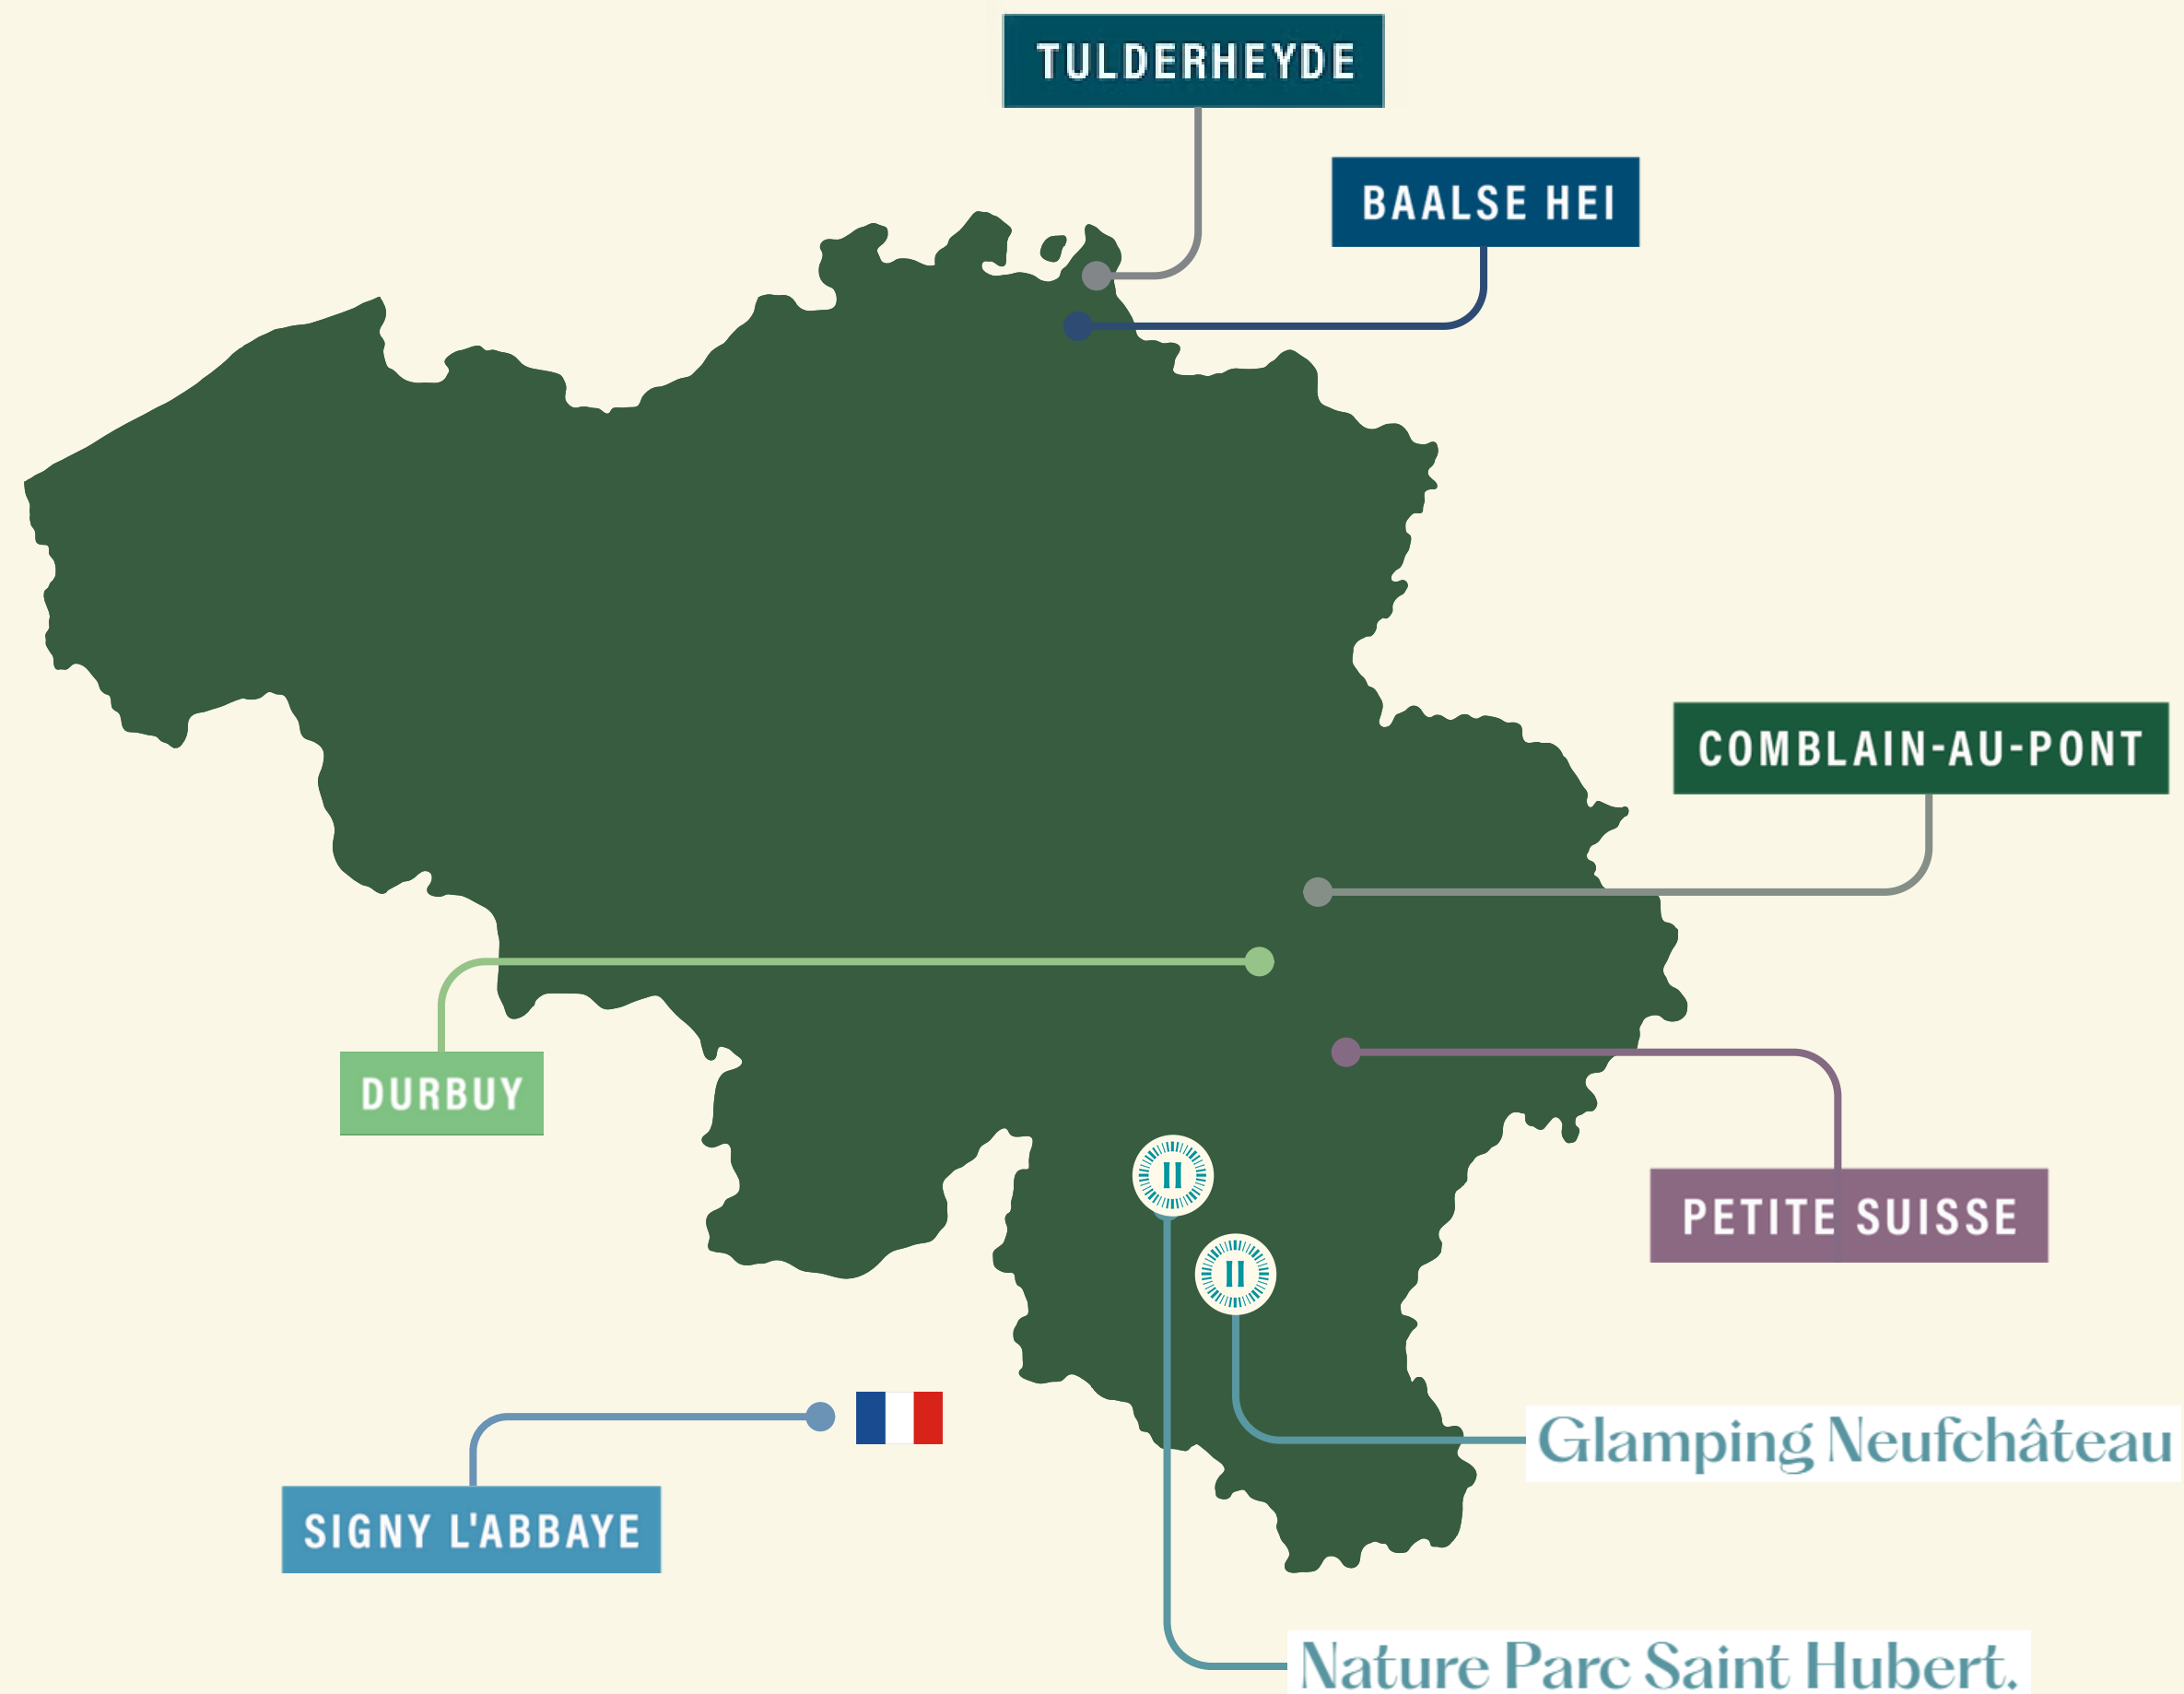 TULDERHEYDE
BAALSE HEI
COMBLAIN-AU-PONT
DURBUY
PETITE SUISSE
Glamping Neufchâteau
SIGNY L'ABBAYE
Nature Parc Saint Hubert.